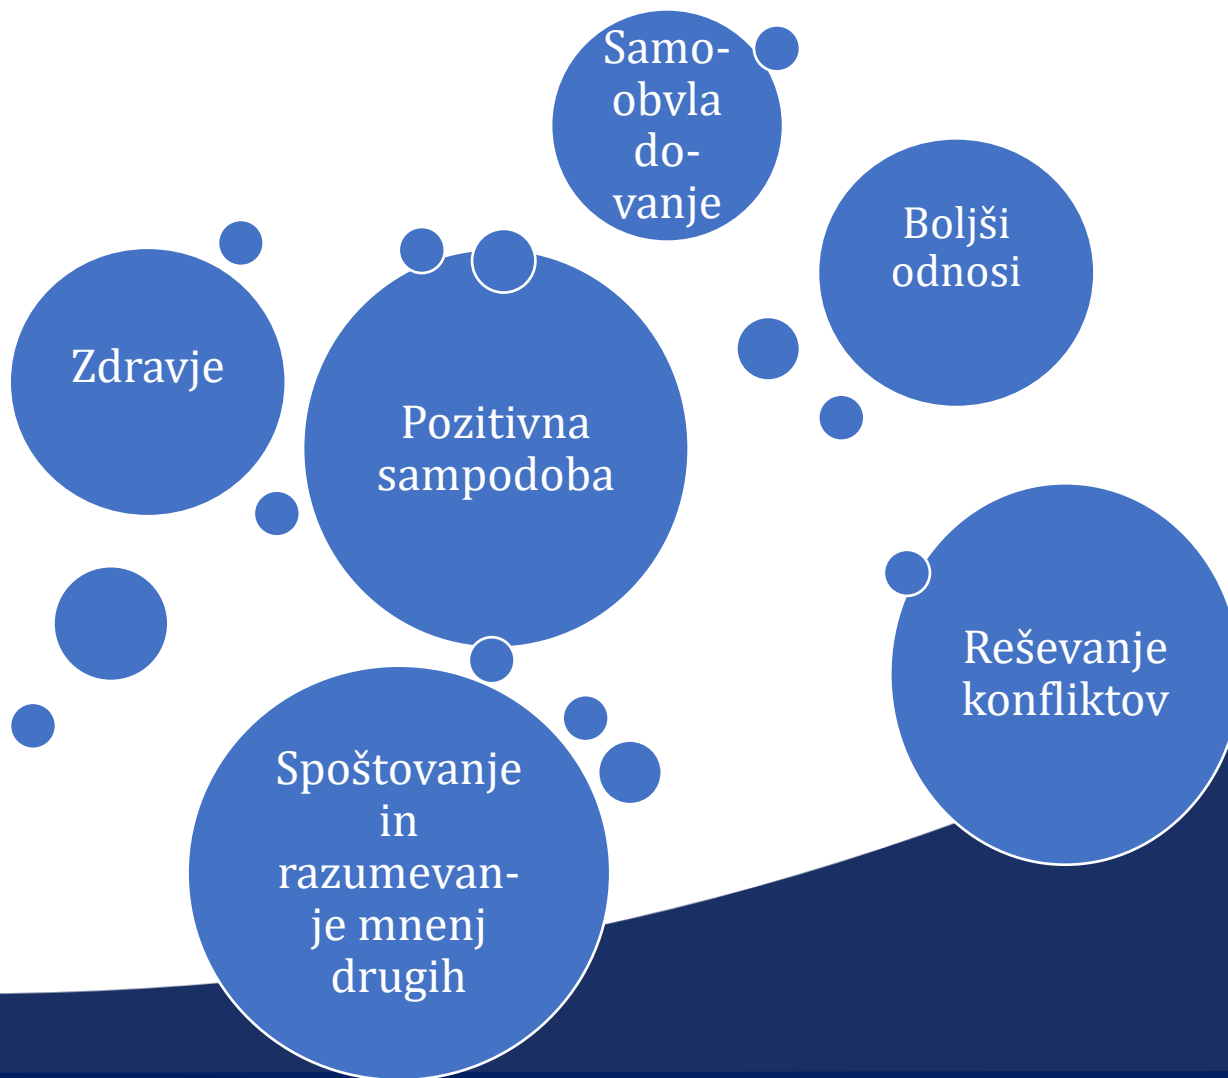 Samo-
obvla
do-
vanje
Boljši
odnosi
Zdravje
Pozitivna
sampodoba
Reševanje
konfliktov
Spoštovanje
in
razumevan-
je mnenj
drugih